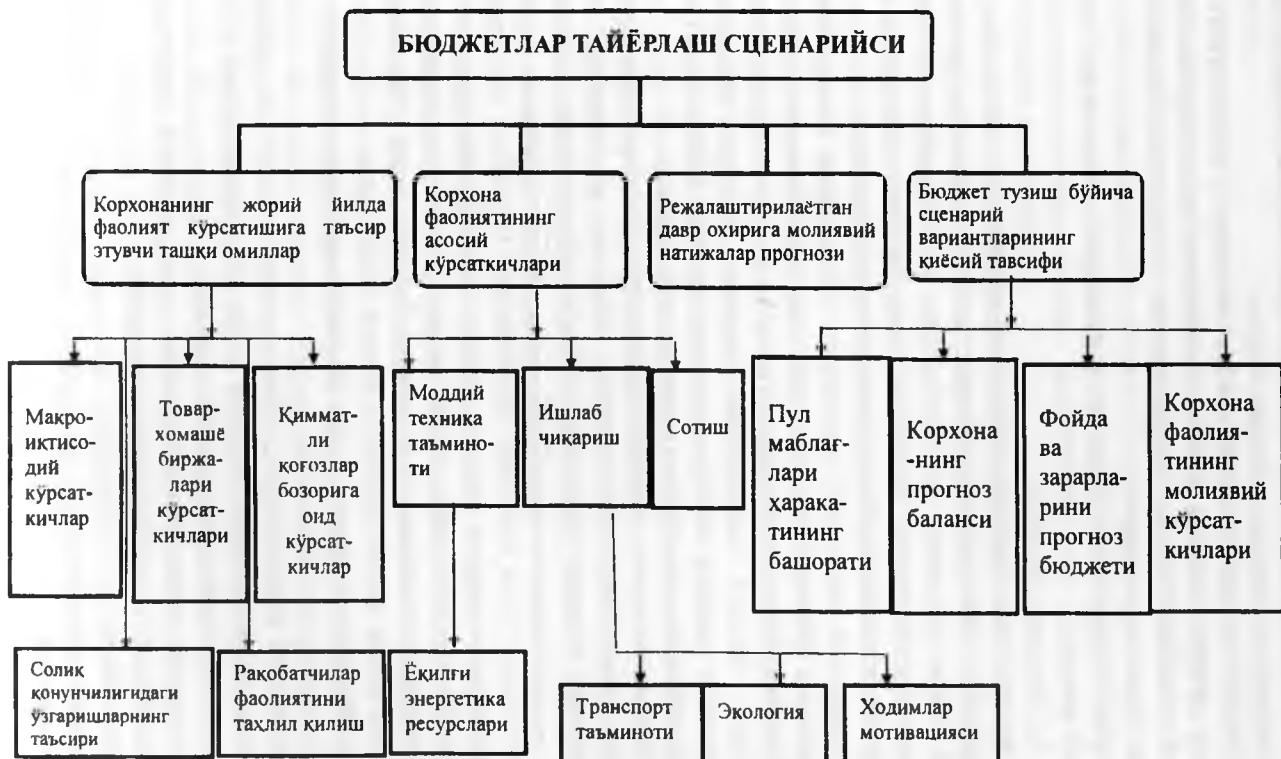 БЮДЖЕТЛАР ТАЙЁРЛАШ СЦЕНАРИЙСИ
Корхонанинг жорий йилда
фаолият кўрсатишига таъсир
этувчи ташқи омиллар
Корхона
фаолиятининг
асосий
кўрсаткичлари
Режалаштирилаётган
давр охирига молиявий
натижалар прогнози
Бюджет тузиш бўйича
сценарий
вариантларининг
қиёсий тавсифи
Макро-
иқтисо-
дий
кўрсат-
кичлар
Товар-
хомашё
биржа-
лари
кўрсат-
кичлари
Қиммат-
ли
қоғозлар
бозорига
оид
кўрсат-
кичлар
Моддий
техника
таъмино-
ти
Ишлаб
чиқариш
Сотиш
Пул
маблағ-
лари
ҳарака-
тининг
башорати
Корхона
-нинг
прогноз
баланси
Фойда
ва
зарарла-
рини
прогноз
бюджети
Корхона
фаолия-
тининг
молиявий
кўрсат-
кичлари
Солиқ
қонунчилигидаги
ўзгаришларнинг
таъсири
Рақобатчилар
фаолиятини
таҳлил қилиш
Ёқилғи
энергетика
ресурслари
Транспорт
таъминоти
Экология
Ходимлар
мотивацияси